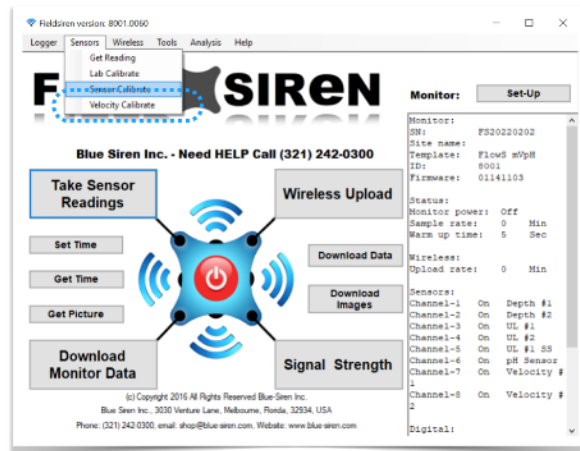 Fieldsiren version: 8001.0060
Logger Sensors Wireless Tools Analysis Help
Get Reading
Lab Calibrate
Sensor Calibrate
Velocity Calibrate
F SIReN
Monitor: Set-Up
Blue Siren Inc. - Need HELP Call (321) 242-0300
Take Sensor
Readings
Wireless Upload
Set Time
Get Time
Get Picture
Download Data
Download
Images
Download
Monitor Data
Signal Strength
(c) Copyright 2016 All Rights Reserved Blue-Siren Inc.
Blue Siren Inc., 3030 Venture Lane, Melbourne, Florida, 32934, USA
Phone: (321) 242-0300, email: shop@blue-siren.com, Website: www.blue-siren.com
Monitor:
SN: FS20220202
Site name:
Template: FlowS mVpH
ID: 8001
Firmware: 01141103
Status:
Monitor power: Off
Sample rate: 0 Min
Warm up time: 5 Sec
Wireless:
Upload rate: 0 Min
Sensors:
Channel-1 On Depth #1
Channel-2 On Depth #2
Channel-3 On UL #1
Channel-4 On UL #2
Channel-5 On UL #1 SS
Channel-6 On pH Sensor
Channel-7 On Velocity #
1
Channel-8 On Velocity #
2
Digital: